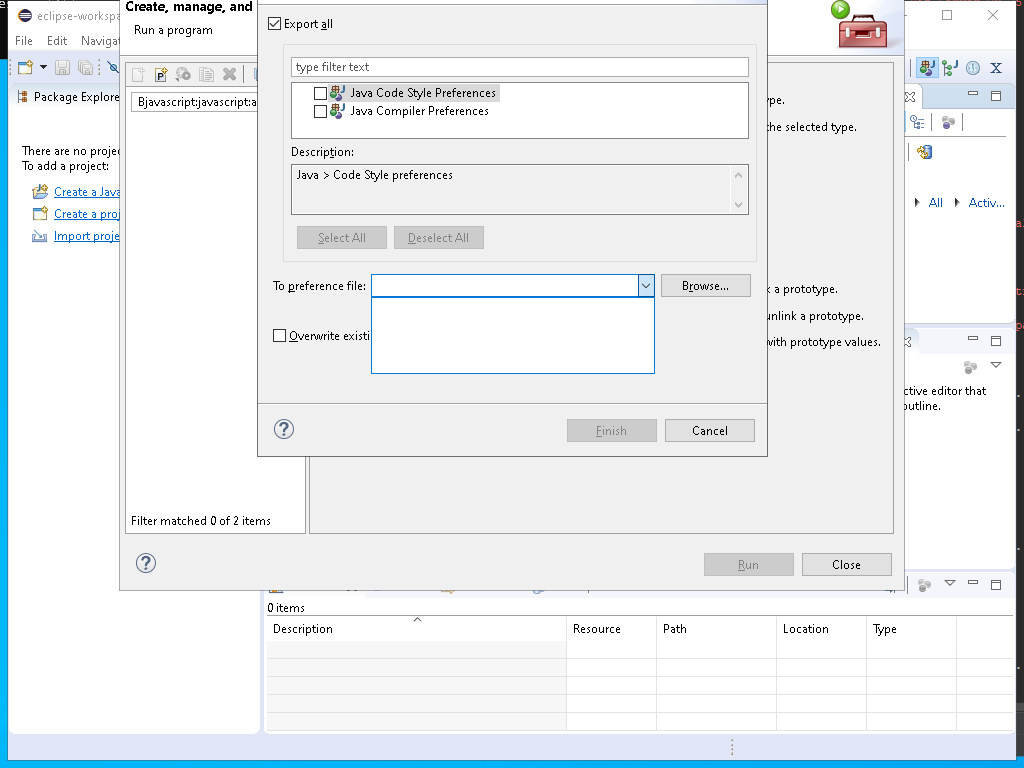 eclipse-workspa
File Edit Naviga
Package Explore
There are no projec
To add a project:
Create a Java
Create a proj
Import proje
Create, manage, and
Run a program
Bjavascript:javascript:a
Filter matched 0 of 2 items
Export all
type filter text
Java Code Style Preferences
Java Compiler Preferences
Description:
Java > Code Style preferences
Select All Deselect All
To preference file:
Browse...
Overwrite existi
Finish Cancel
ype.
he selected type.
k a prototype.
unlink a prototype.
with prototype values.
Run Close
All Activ...
ctive editor that
outline.
0 items
Description Resource Path Location Type